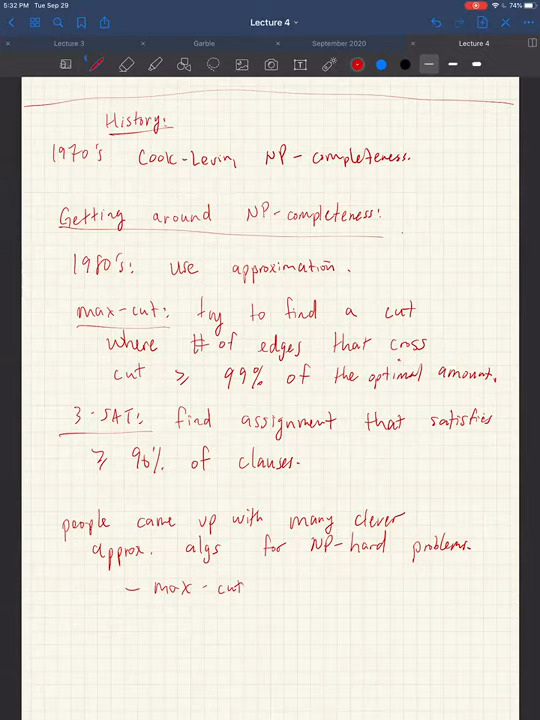 5:32 PM Tue Sep 29
74%
Lecture 4
Lecture 3
Garble
September 2020
Lecture 4
History:
1970's Cook-Levin, NP-completeness.
Getting around NP-completeness:
1980's: use approximation.
max-cut: try to find a cut
where # of edges that cross
cut ≥ 99% of the optimal amount.
3-SAT: find assignment that satisfies
≥ 96% of clauses.
people came up with many clever
approx. algs for NP-hard problems.
- max-cut